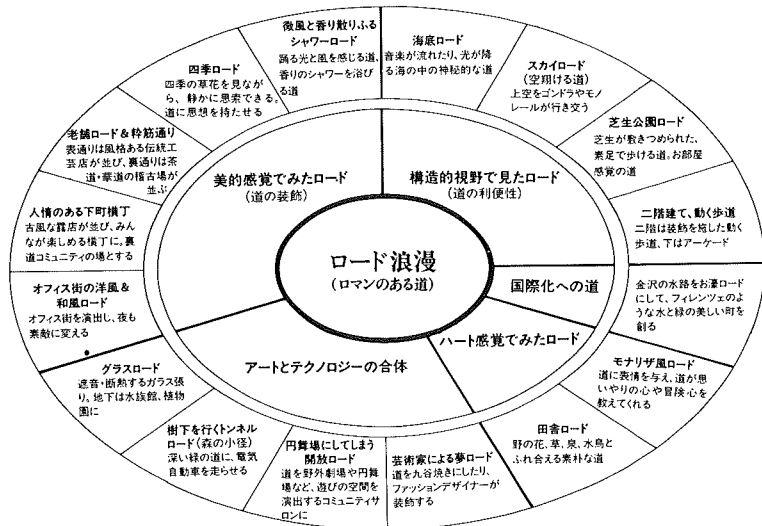 ロード浪漫
(ロマンのある道)
美的感覚でみたロード
(道の装飾)
構造的視野で見たロード
(道の利便性)
国際化への道
ハート感覚でみたロード
アートとテクノロジーの合体
微風と香り散りふる
シャワーロード
踊る光と風を感じる道、
香りのシャワーを浴び
る道
海底ロード
音楽が流れたり、光が降
る海の中の神秘的な道
スカイロード
(空翔ける道)
上空をゴンドラやモノ
レールが行き交う
芝生公園ロード
芝生が敷きつめられた、
素足で歩ける道。お部屋
感覚の道
二階建て、動く歩道
二階は装飾を施した動く
歩道、下はアーケード
金沢の水路をお濠ロード
にして、フィレンツェのよ
うな水と緑の美しい町を
創る
モナリザ風ロード
道に表情を与え、道が思
いやりの心や冒険心を
教えてくれる
田舎ロード
野の花、草、泉、水鳥と
ふれ合える素朴な道
芸術家による夢ロード
道を九谷焼きにしたり、
ファッションデザイナーが
装飾する
円舞場にしてしまう
開放ロード
道を野外劇場や円舞
場など、遊びの空間を
演出するコミュニティサ
ロンに
樹下を行くトンネル
ロード(森の小径)
深い緑の道に、電気
自動車を走らせる
グラスロード
遮音・断熱するガラス張
り。地下は水族館、植物
園に
オフィス街の洋風&
和風ロード
オフィス街を演出し、夜も
素敵に変える
人情のある下町横丁
古風な露店が並び、みん
なが楽しめる横丁に。裏
道コミュニティの場とする
老舗ロード&粋筋通り
表通りは風格ある伝統工
芸店が並び、裏通りは茶
道・華道の稽古場が
並ぶ
四季ロード
四季の草花を見なが
ら、静かに思索できる。
道に思想を持たせる